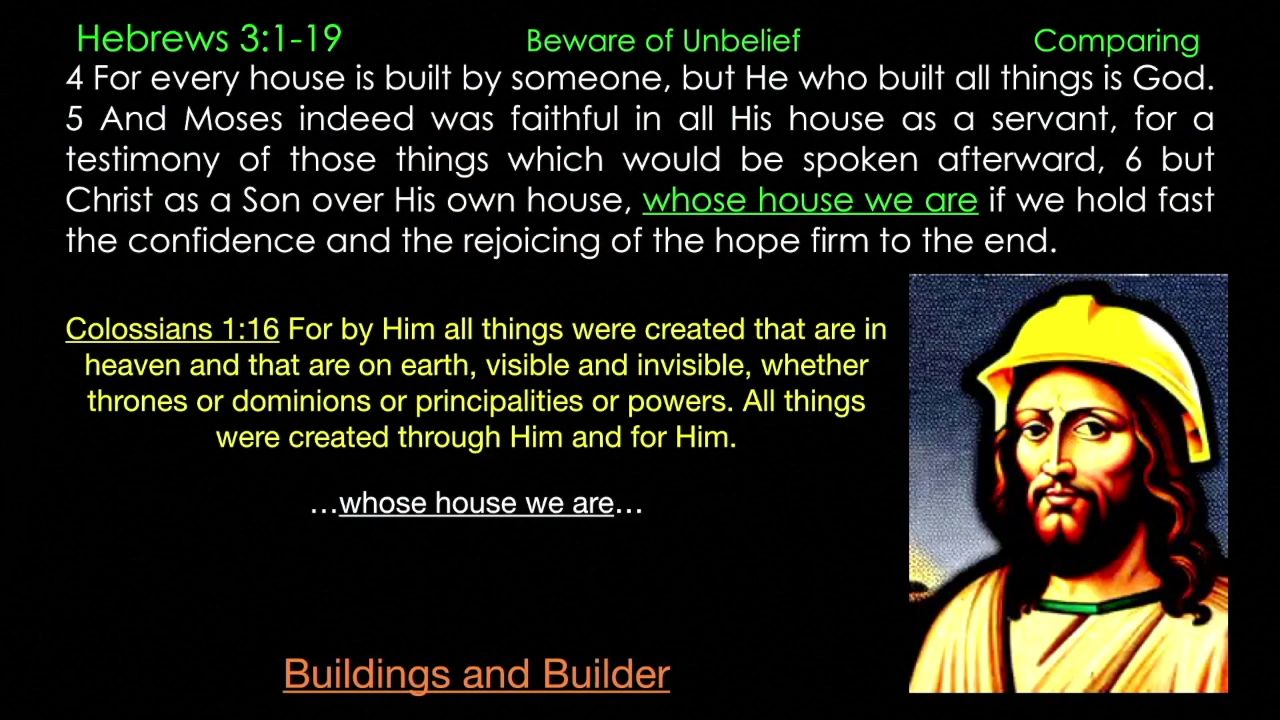 Hebrews 3:1-19 Beware of Unbelief Comparing
4 For every house is built by someone, but He who built all things is God.
5 And Moses indeed was faithful in all His house as a servant, for a
testimony of those things which would be spoken afterward, 6 but
Christ as a Son over His own house, whose house we are if we hold fast
the confidence and the rejoicing of the hope firm to the end.
Colossians 1:16 For by Him all things were created that are in
heaven and that are on earth, visible and invisible, whether
thrones or dominions or principalities or powers. All things
were created through Him and for Him.
…whose house we are…
Buildings and Builder